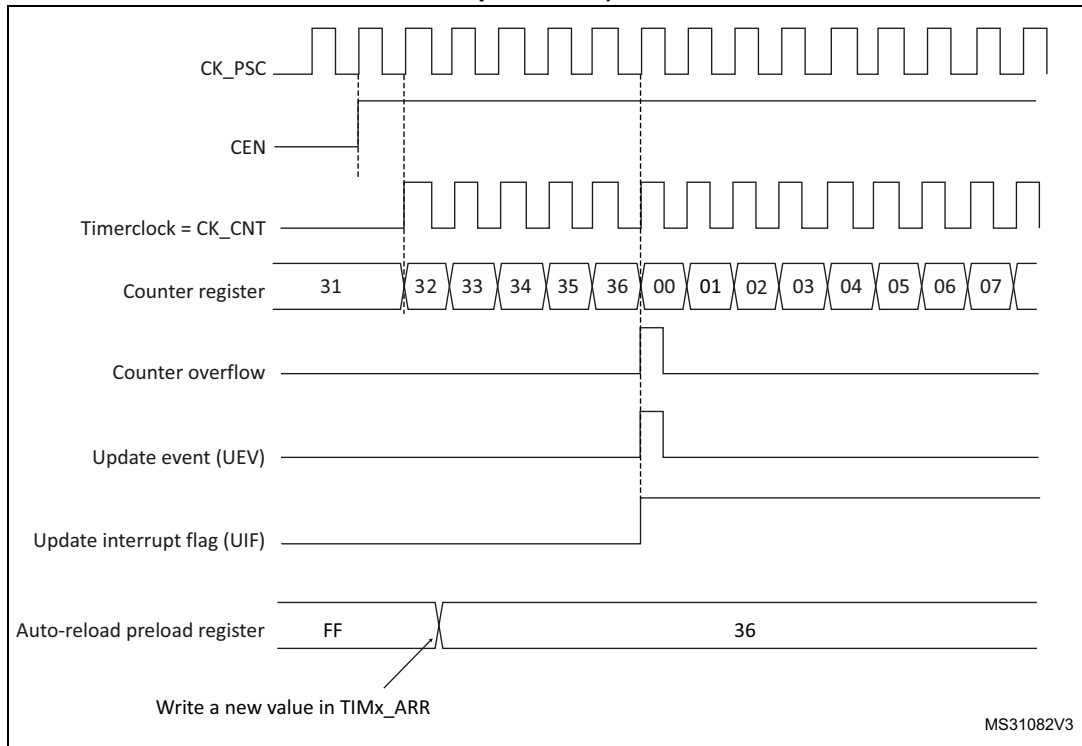 CK_PSC
CEN
Timerclock = CK_CNT
Counter register 31 32 33 34 35 36 00 01 02 03 04 05 06 07
Counter overflow
Update event (UEV)
Update interrupt flag (UIF)
Auto-reload preload register FF 36
Write a new value in TIMx_ARR
MS31082V3